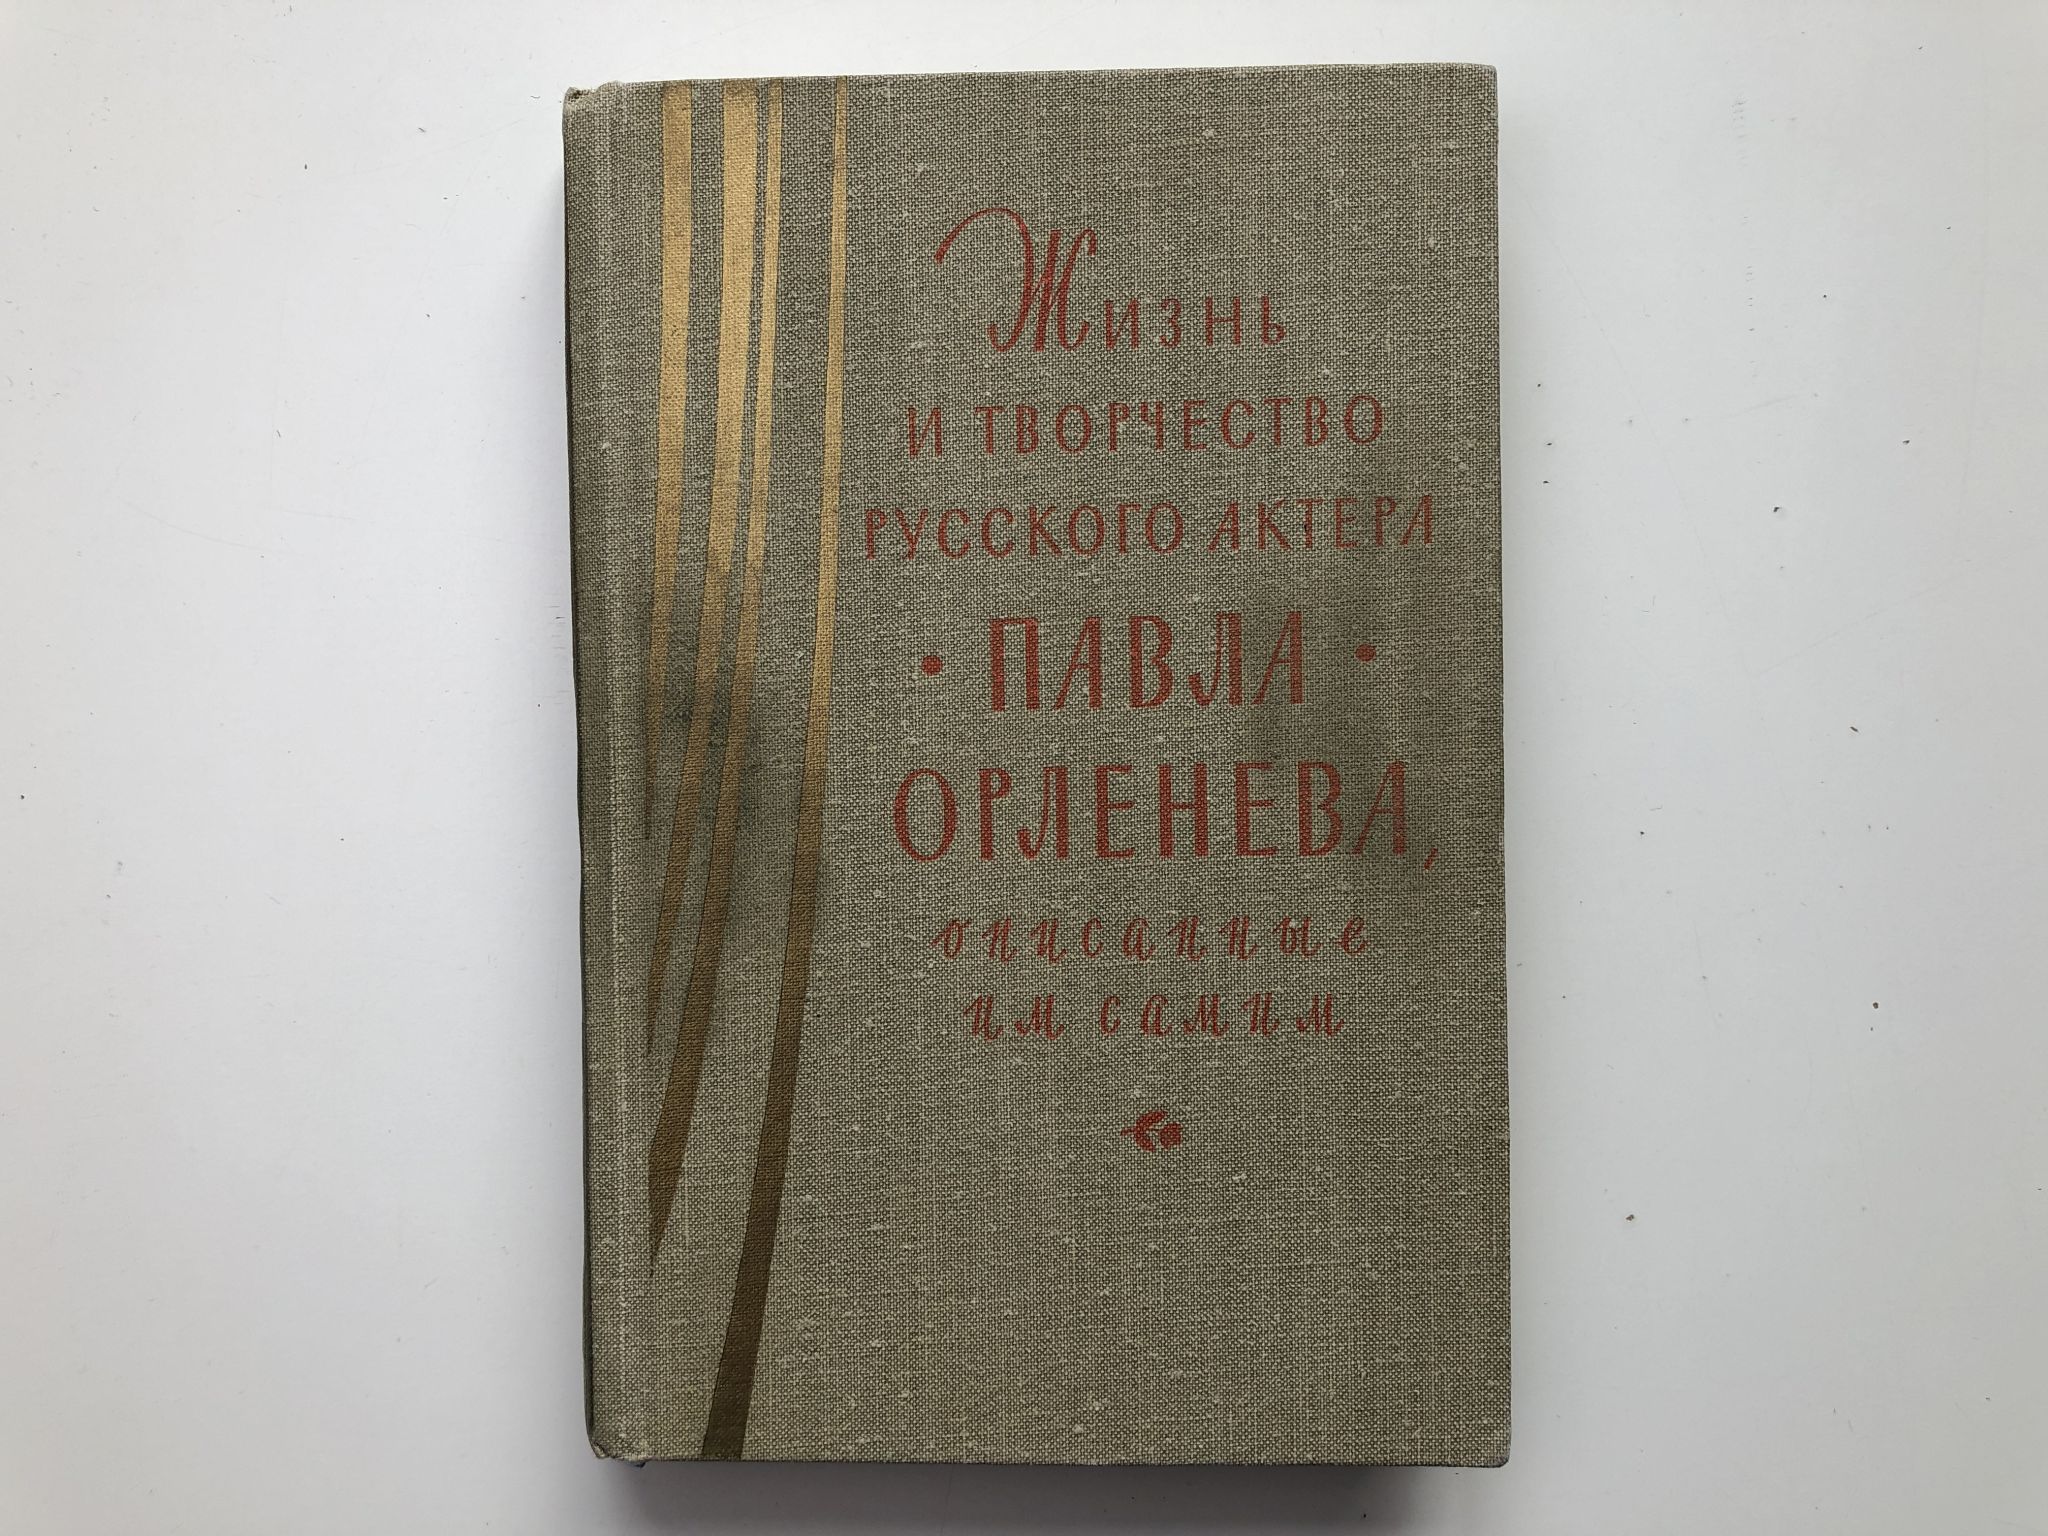 Жизнь
И ТВОРЧЕСТВО
РУССКОГО АКТЕРА
• ПАВЛА •
ОРЛЕНЕВА,
описанные
им самим